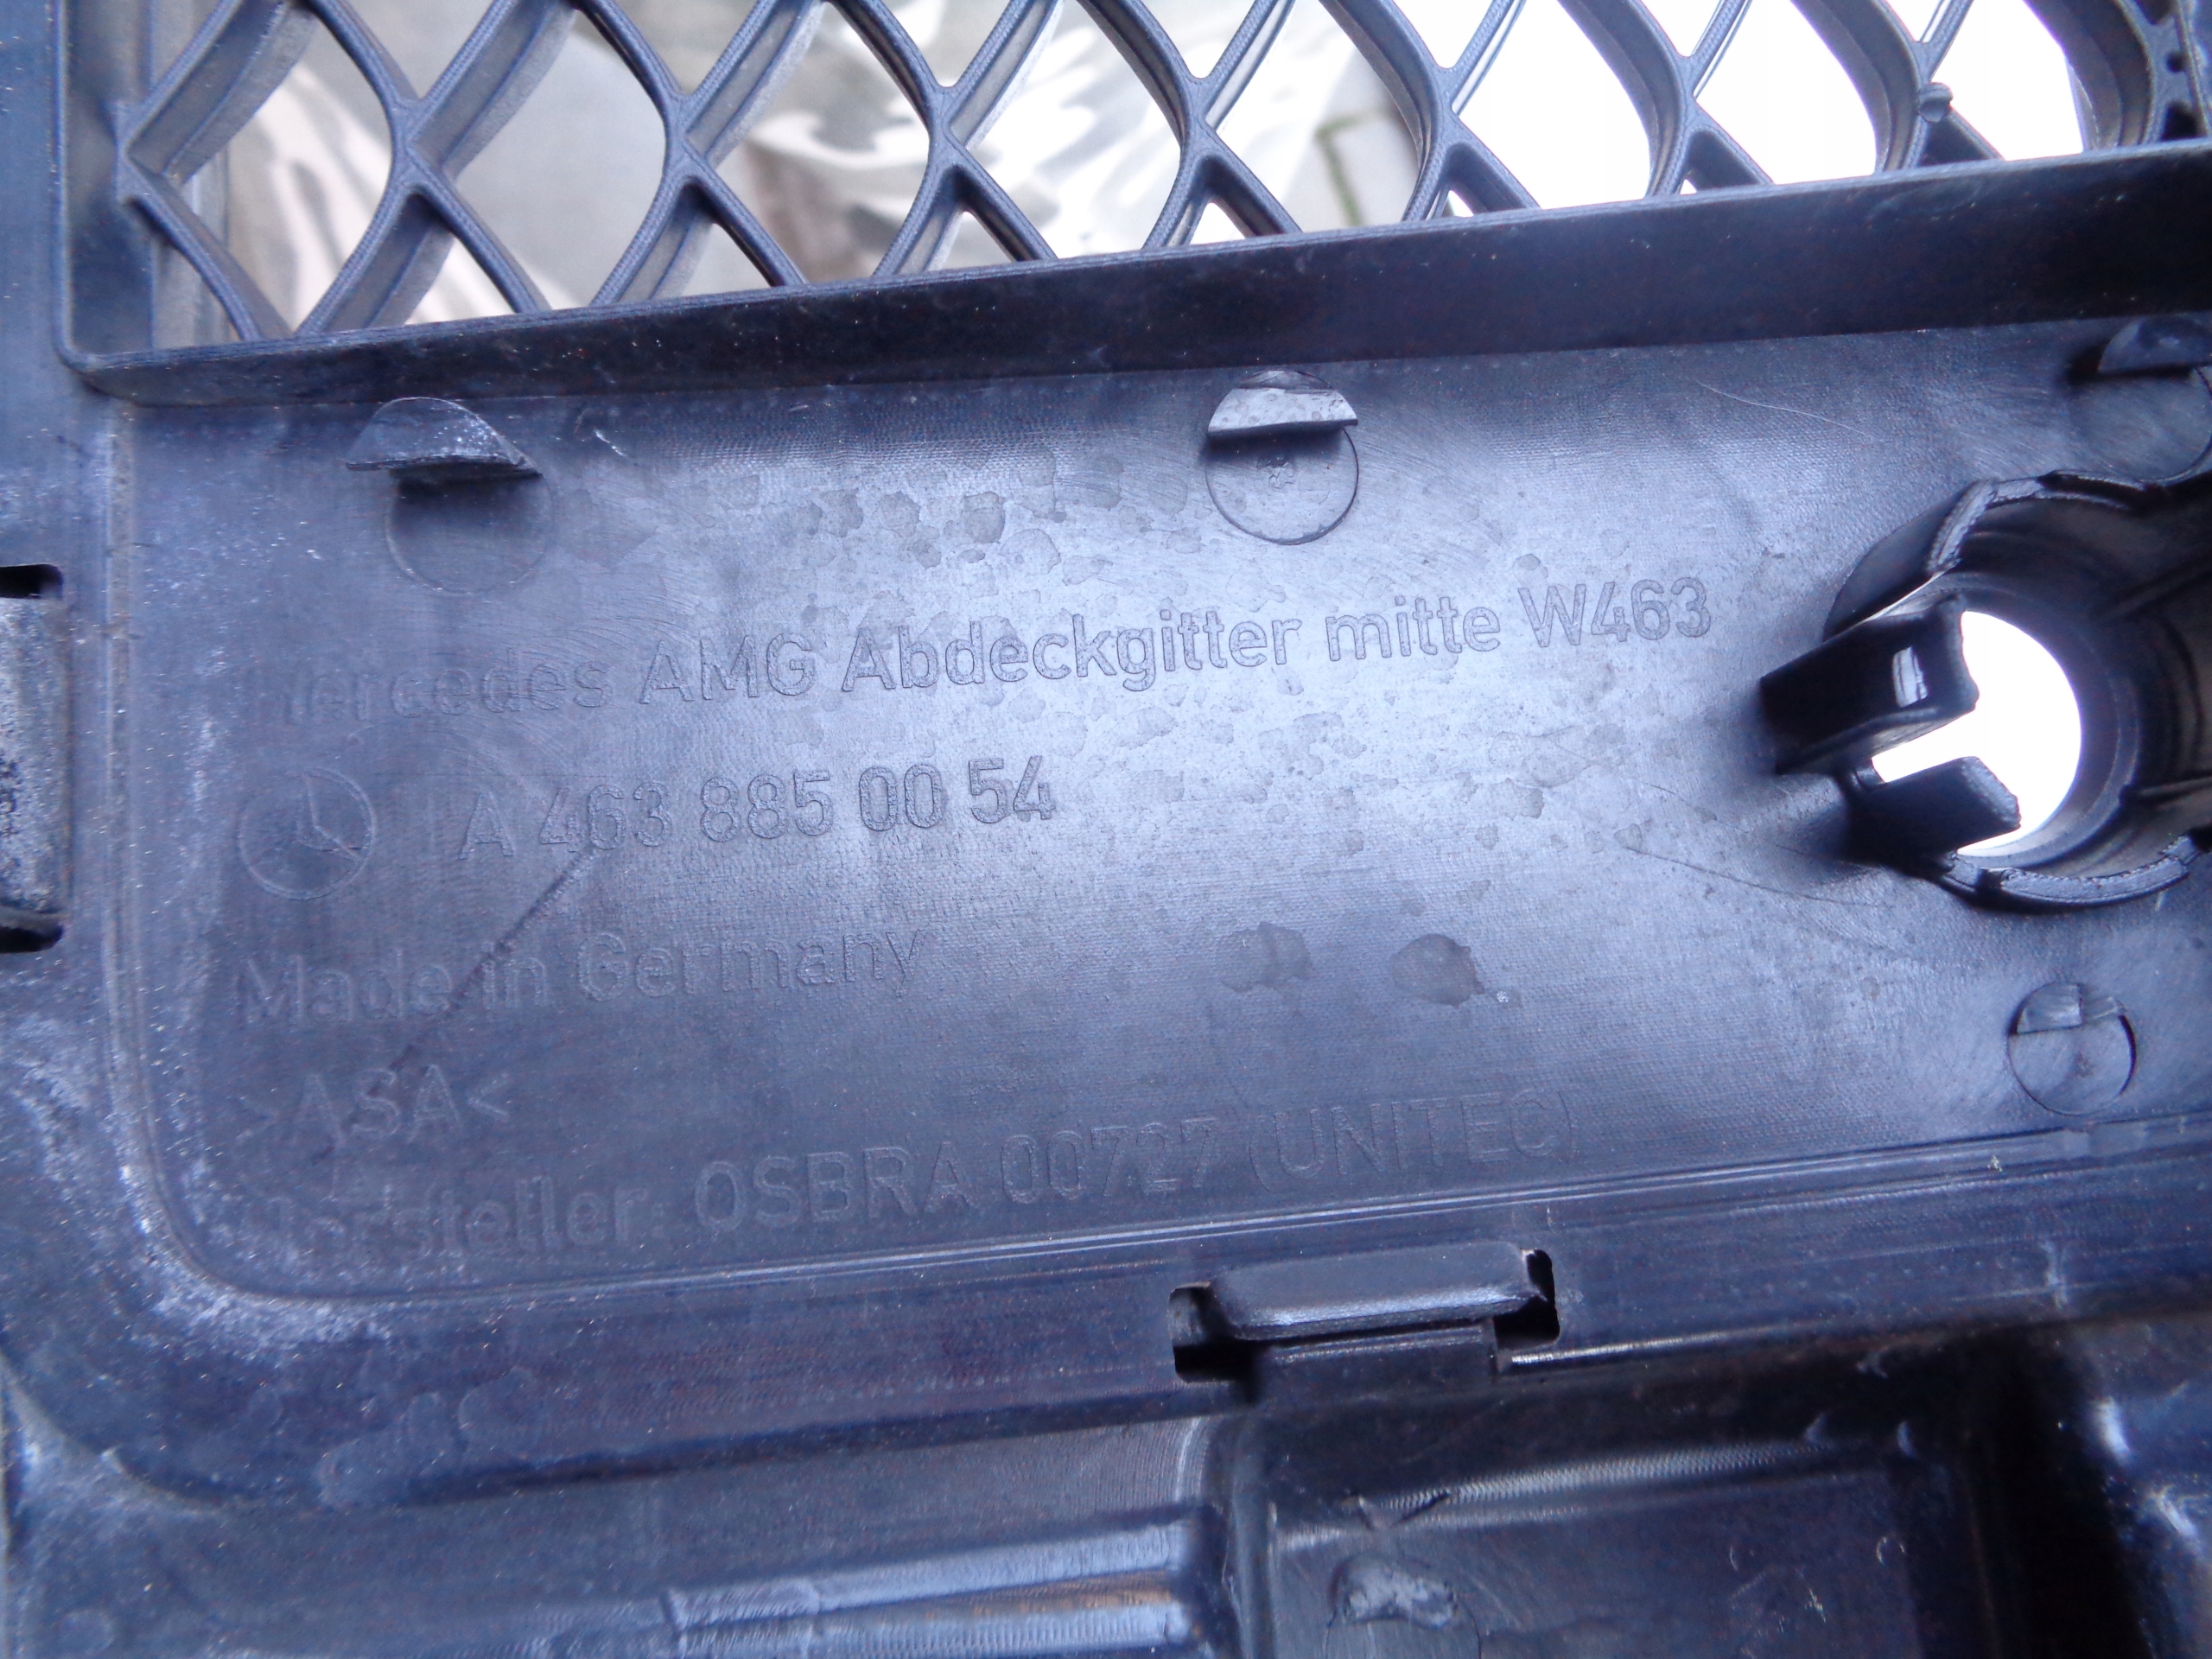 Mercedes AMG Abdeckgitter mitte W463
A 463 885 00 54
Made in Germany
>ASA<
Hersteller: OSBRA 00727 (UNITEC)